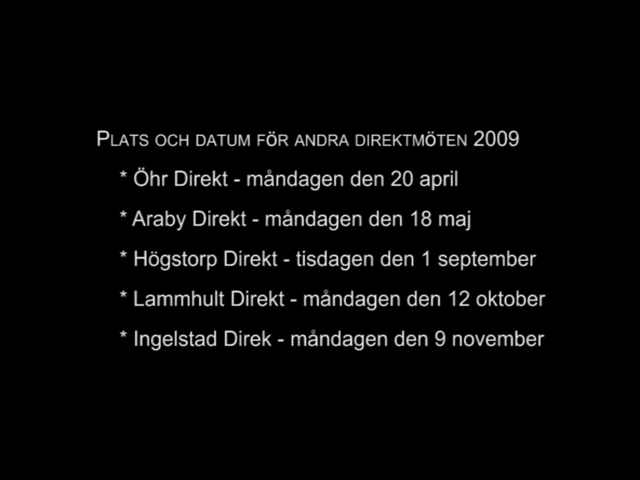 PLATS OCH DATUM FÖR ANDRA DIREKTMÖTEN 2009
* Öhr Direkt - måndagen den 20 april
* Araby Direkt - måndagen den 18 maj
* Högstorp Direkt - tisdagen den 1 september
* Lammhult Direkt - måndagen den 12 oktober
* Ingelstad Direk - måndagen den 9 november